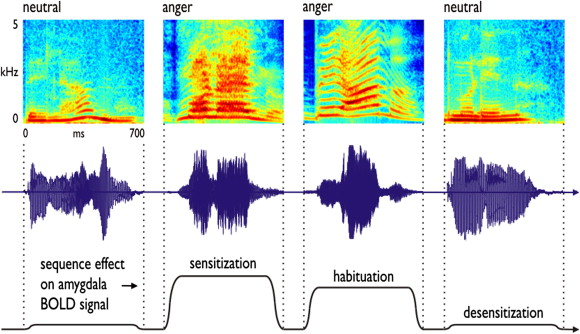 neutral
anger
anger
neutral
5
kHz
0
0 ms 700
sequence effect
on amygdala
BOLD signal
sensitization
habituation
desensitization